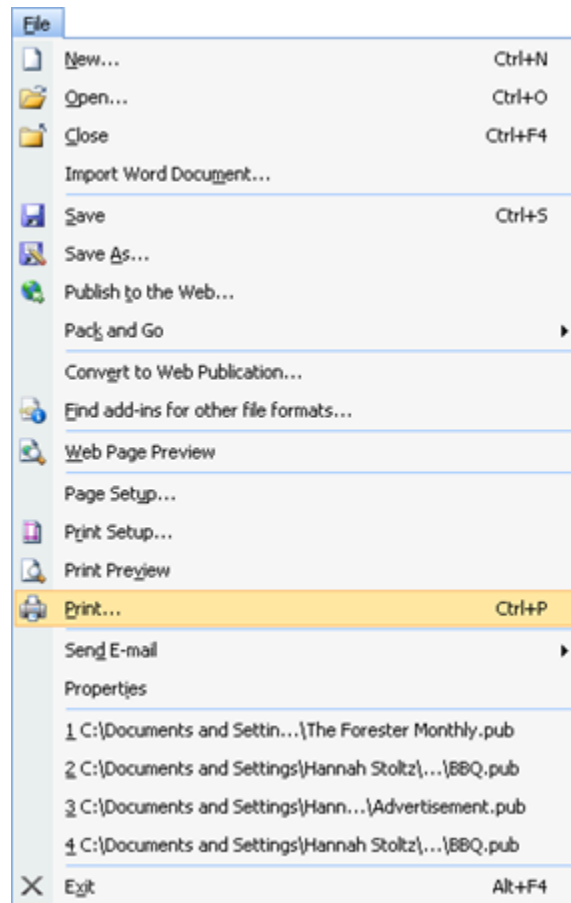 File
New... Ctrl+N
Open... Ctrl+O
Close Ctrl+F4
Import Word Document...
Save Ctrl+S
Save As...
Publish to the Web...
Pack and Go
Convert to Web Publication...
Find add-ins for other file formats...
Web Page Preview
Page Setup...
Print Setup...
Print Preview
Print... Ctrl+P
Send E-mail
Properties
1 C:\Documents and Settin...\The Forester Monthly.pub
2 C:\Documents and Settings\Hannah Stoltz\...\BBQ.pub
3 C:\Documents and Settings\Hann...\Advertisement.pub
4 C:\Documents and Settings\Hannah Stoltz\...\BBQ.pub
Exit Alt+F4